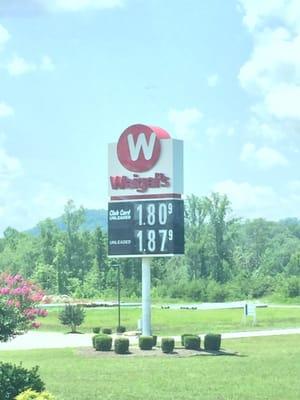 W
Weigel's
Club Card
UNLEADED 1.80 9
UNLEADED 1.87 9